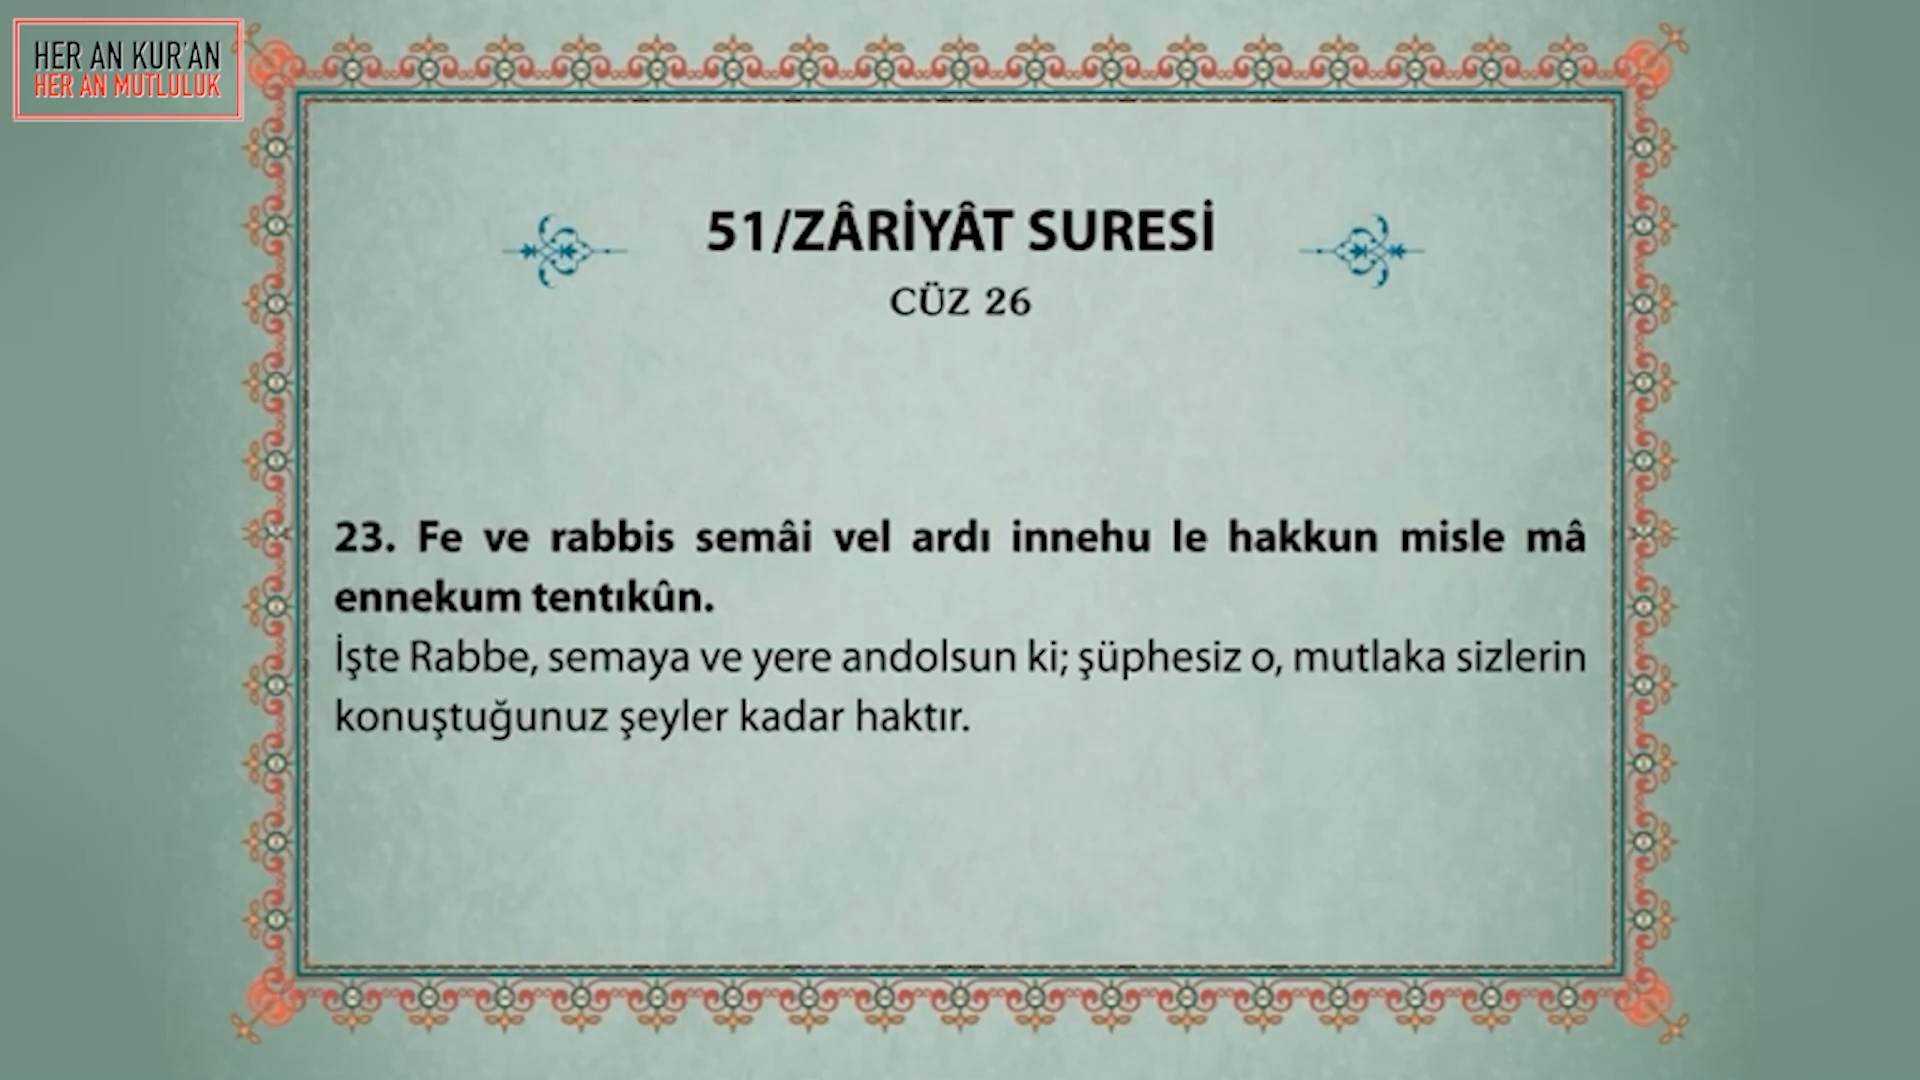 HER AN KUR'AN
HER AN MUTLULUK
51/ZÂRİYÂT SURESİ
CÜZ 26
23. Fe ve rabbis semâi vel ardı innehu le hakkun misle mâ
ennekum tentıkûn.
İşte Rabbe, semaya ve yere andolsun ki; şüphesiz o, mutlaka sizlerin
konuştuğunuz şeyler kadar haktır.